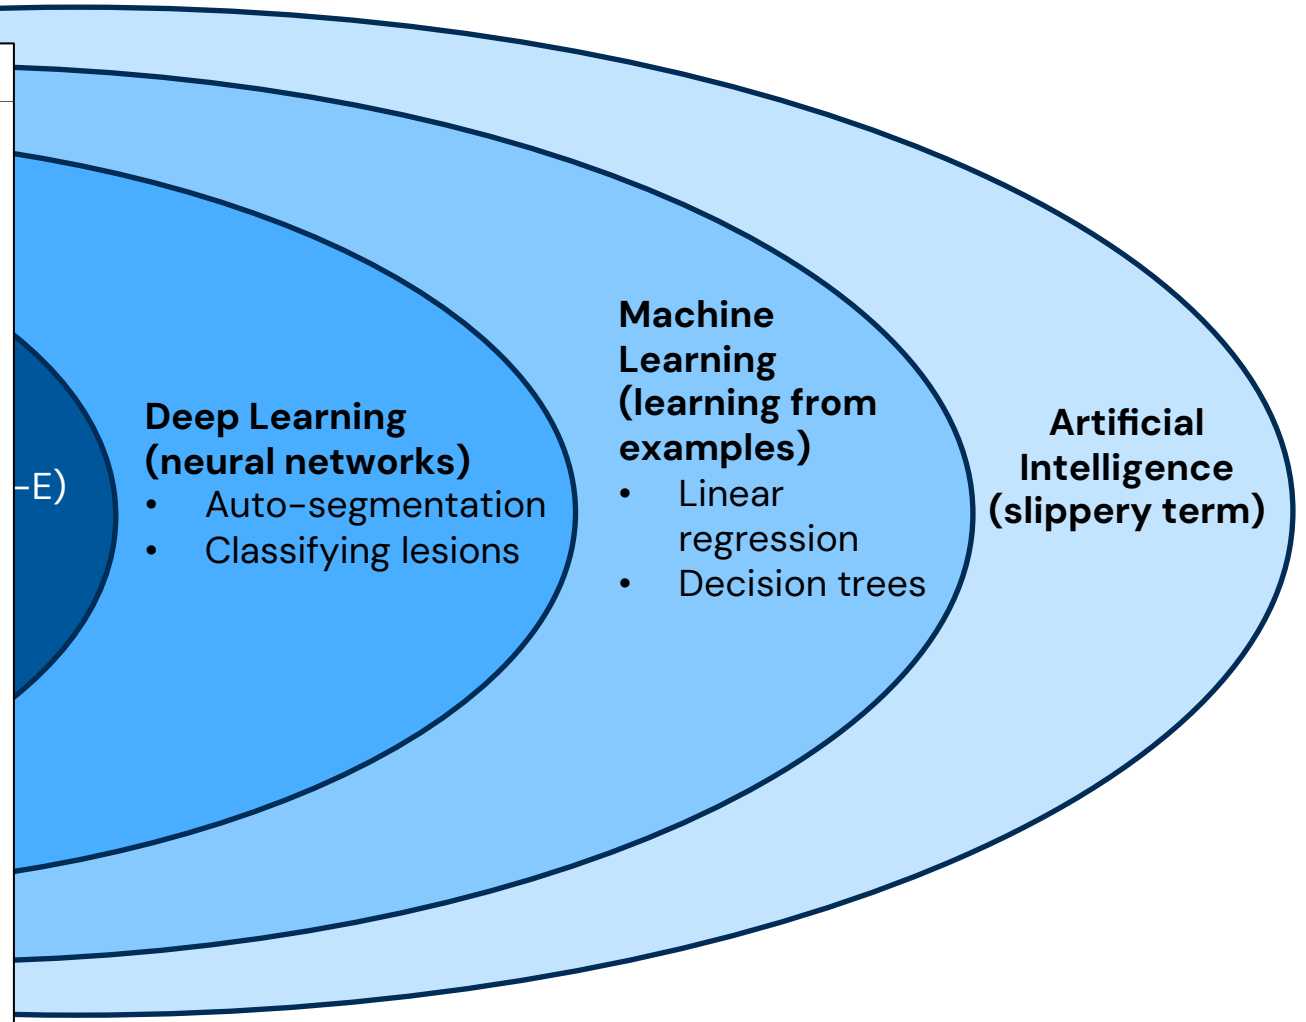 -E)
Deep Learning
(neural networks)
• Auto-segmentation
• Classifying lesions
Machine
Learning
(learning from
examples)
• Linear
regression
• Decision trees
Artificial
Intelligence
(slippery term)